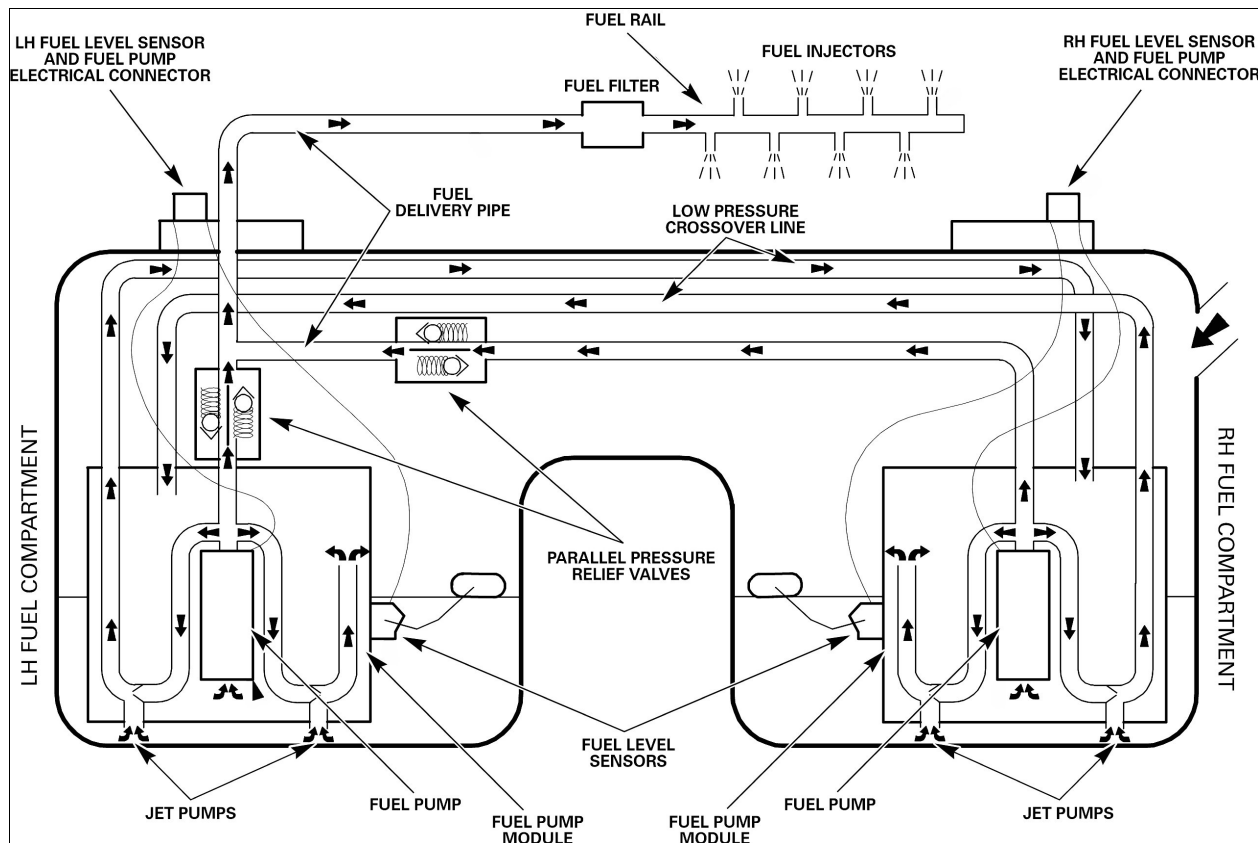 FUEL RAIL
LH FUEL LEVEL SENSOR
AND FUEL PUMP
ELECTRICAL CONNECTOR
FUEL INJECTORS
RH FUEL LEVEL SENSOR
AND FUEL PUMP
ELECTRICAL CONNECTOR
FUEL FILTER
FUEL
DELIVERY PIPE
LOW PRESSURE
CROSSOVER LINE
LH FUEL COMPARTMENT
RH FUEL COMPARTMENT
PARALLEL PRESSURE
RELIEF VALVES
FUEL LEVEL
SENSORS
JET PUMPS
FUEL PUMP
FUEL PUMP
MODULE
FUEL PUMP
MODULE
FUEL PUMP
JET PUMPS